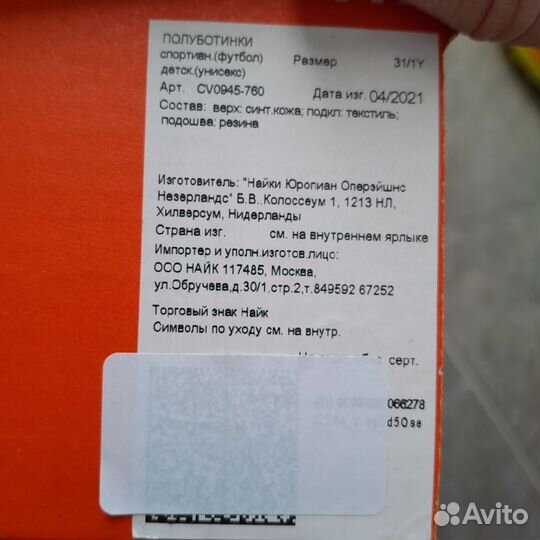 ПОЛУБОТИНКИ
спортивн.(футбол) Размер 31/1Y
детск.(унисекс)
Арт. CV0945-760 Дата изг. 04/2021
Состав: верх: синт.кожа; подкл: текстиль;
подошва: резина
Изготовитель: "Найки Юропиан Оперэйшнс
Незерландс" Б.В.,Колоссеум 1, 1213 НЛ,
Хилверсум, Нидерланды
Страна изг. см. на внутреннем ярлыке
Импортер и уполн.изготов.лицо:
ООО НАЙК 117485, Москва,
ул.Обручева,д.30/1,стр.2,т.849592 67252
Торговый знак Найк
Символы по уходу см. на внутр.
серт.
066278
d5Qse
Avito